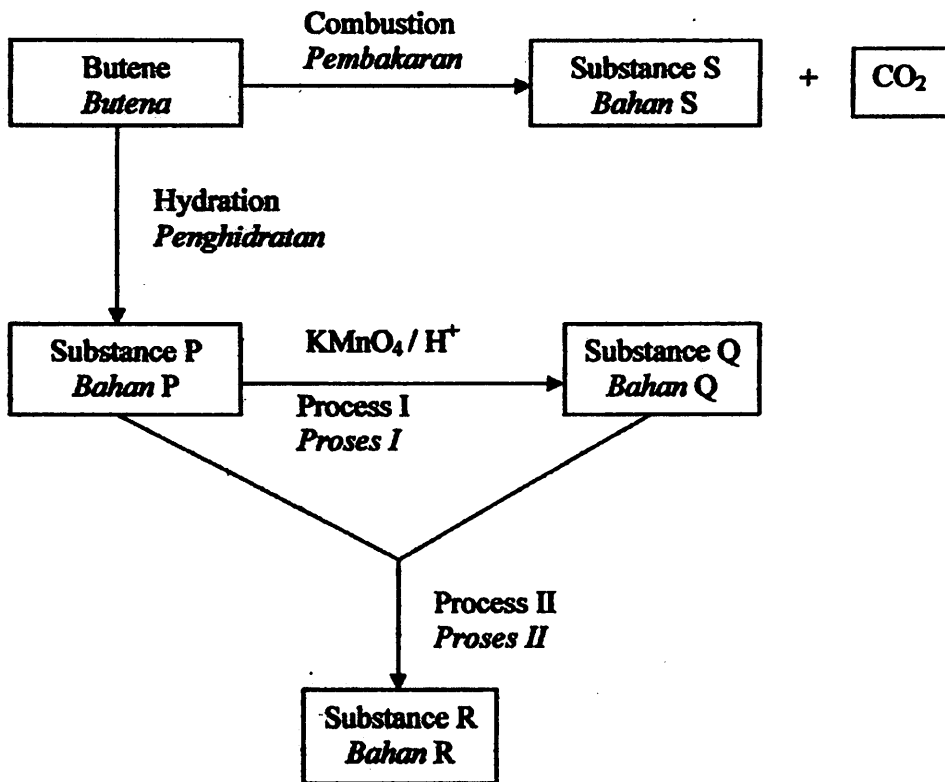 Combustion
Pembakaran
Butene
Butena
Substance S
Bahan S
+
CO₂
Hydration
Penghidratan
Substance P
Bahan P
KMnO₄ / H⁺
Process I
Proses I
Substance Q
Bahan Q
Process II
Proses II
Substance R
Bahan R